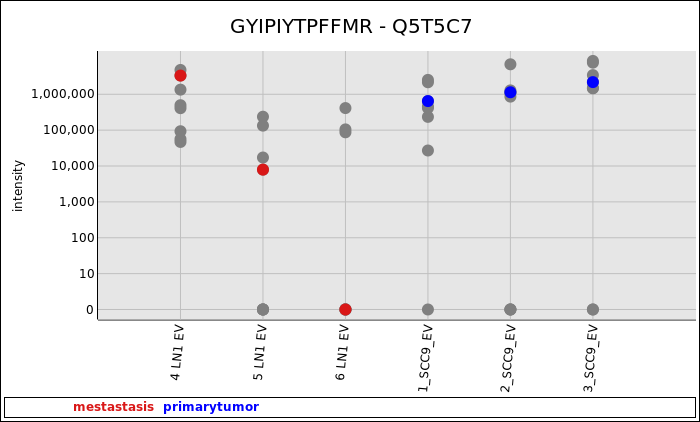 GYIPIYTPFFMR - Q5T5C7
intensity
1,000,000
100,000
10,000
1,000
100
10
0
4 LN1 EV
5 LN1 EV
6 LN1 EV
1_SCC9_EV
2_SCC9_EV
3_SCC9_EV
mestastasis primarytumor